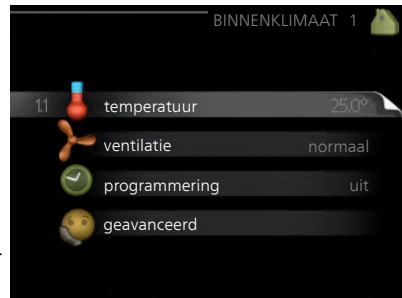 BINNENKLIMAAT 1
1.1 temperatuur 25.0°
ventilatie normaal
programmering uit
geavanceerd